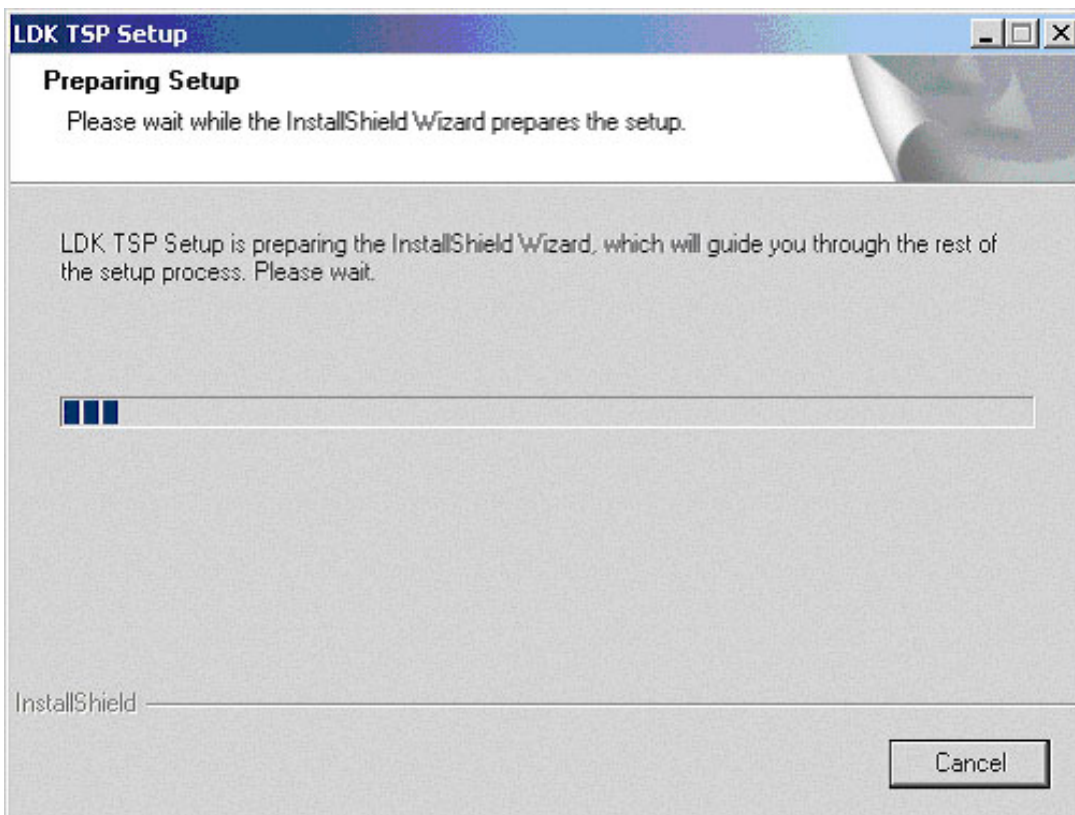 LDK TSP Setup
Preparing Setup
Please wait while the InstallShield Wizard prepares the setup.
LDK TSP Setup is preparing the InstallShield Wizard, which will guide you through the rest of
the setup process. Please wait.
InstallShield
Cancel